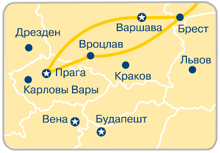 Дрезден
Варшава
Брест
Вроцлав
Прага
Краков
Львов
Карловы Вары
Вена
Будапешт